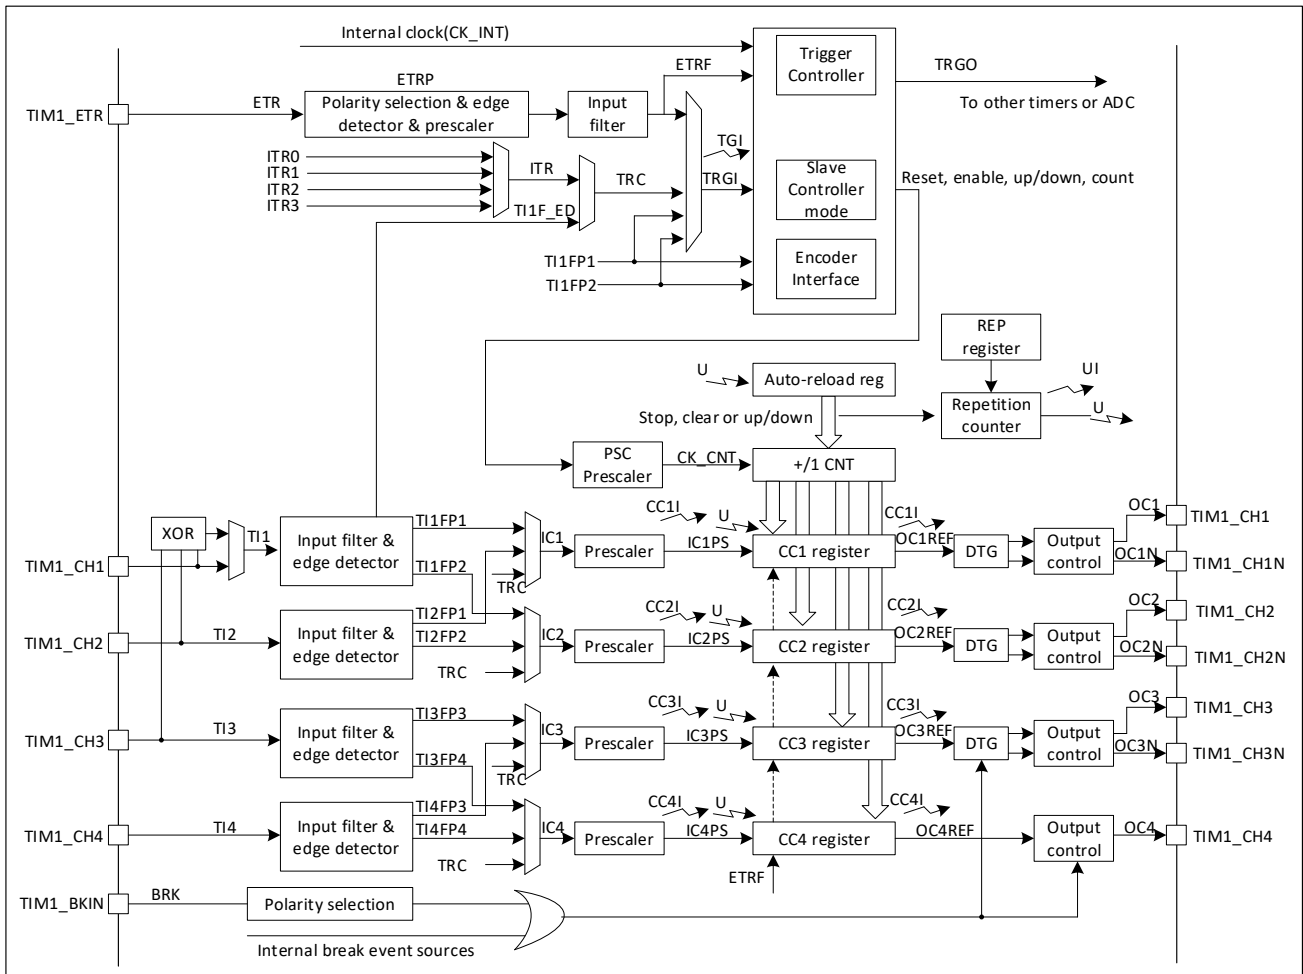 Internal clock(CK_INT)
Trigger
Controller
ETRF
TRGO
To other timers or ADC
ETRP
TIM1_ETR
ETR
Polarity selection & edge
detector & prescaler
Input
filter
TGI
ITR0
ITR1
ITR2
ITR3
ITR
TRC
TRGI
TI1F_ED
Slave
Controller
mode
Reset, enable, up/down, count
TI1FP1
TI1FP2
Encoder
Interface
REP
register
U
Auto-reload reg
UI
Stop, clear or up/down
Repetition
counter
U
PSC
Prescaler
CK_CNT
+/1 CNT
XOR
TI1
TIM1_CH1
Input filter &
edge detector
TI1FP1
TI1FP2
TRC
IC1
Prescaler
IC1PS
CC1I
U
CC1 register
CC1I
OC1REF
DTG
Output
control
OC1
OC1N
TIM1_CH1
TIM1_CH1N
TIM1_CH2
TI2
Input filter &
edge detector
TI2FP1
TI2FP2
TRC
IC2
Prescaler
IC2PS
CC2I
U
CC2 register
CC2I
OC2REF
DTG
Output
control
OC2
OC2N
TIM1_CH2
TIM1_CH2N
TIM1_CH3
TI3
Input filter &
edge detector
TI3FP3
TI3FP4
TRC
IC3
Prescaler
IC3PS
CC3I
U
CC3 register
CC3I
OC3REF
DTG
Output
control
OC3
OC3N
TIM1_CH3
TIM1_CH3N
TIM1_CH4
TI4
Input filter &
edge detector
TI4FP3
TI4FP4
TRC
IC4
Prescaler
IC4PS
CC4I
U
CC4 register
CC4I
OC4REF
Output
control
OC4
TIM1_CH4
ETRF
TIM1_BKIN
BRK
Polarity selection
Internal break event sources